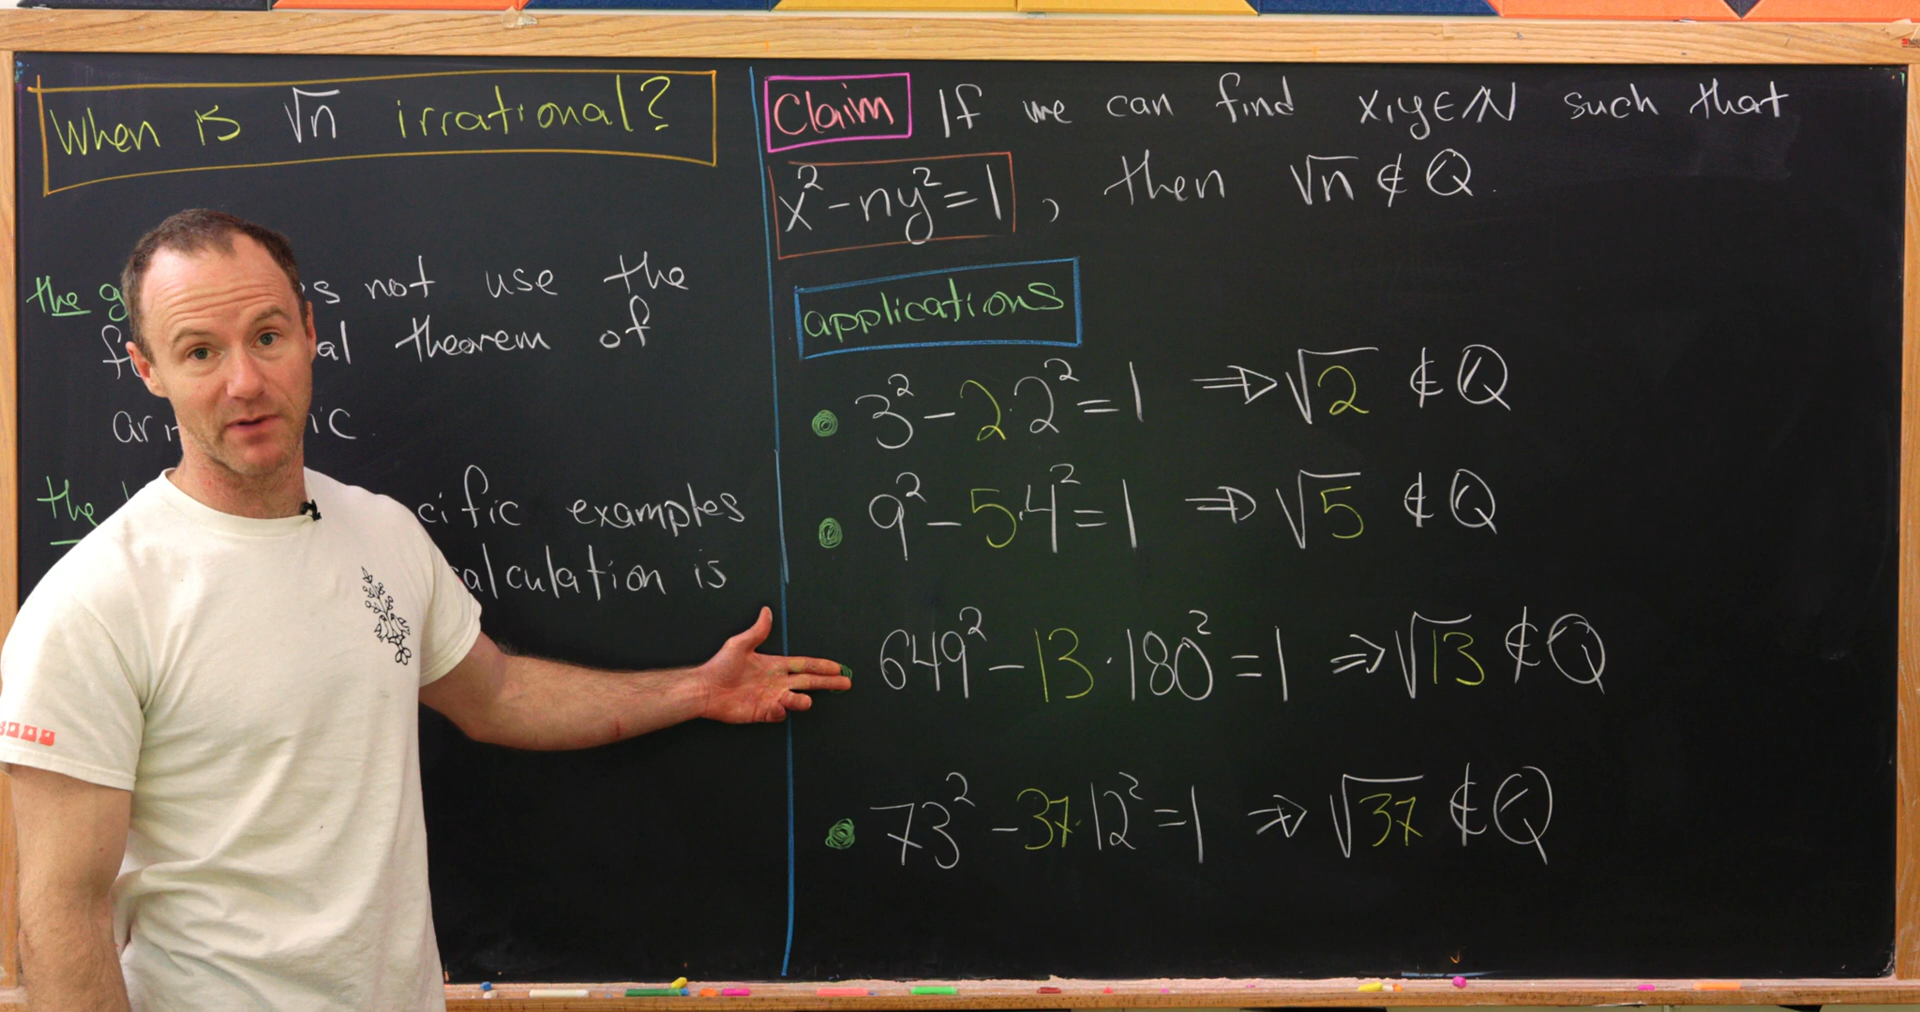 When is √n irrational?
the g s not use the
f al theorem of
ar ic.
the cific examples
calculation is
Claim If we can find x,y∈ℕ such that
x²-ny²=1, then √n ∉ ℚ.
applications
3²-2·2²=1 ⇒ √2 ∉ ℚ
9²-5·4²=1 ⇒ √5 ∉ ℚ
649²-13·180²=1 ⇒ √13 ∉ ℚ
73²-37·12²=1 ⇒ √37 ∉ ℚ